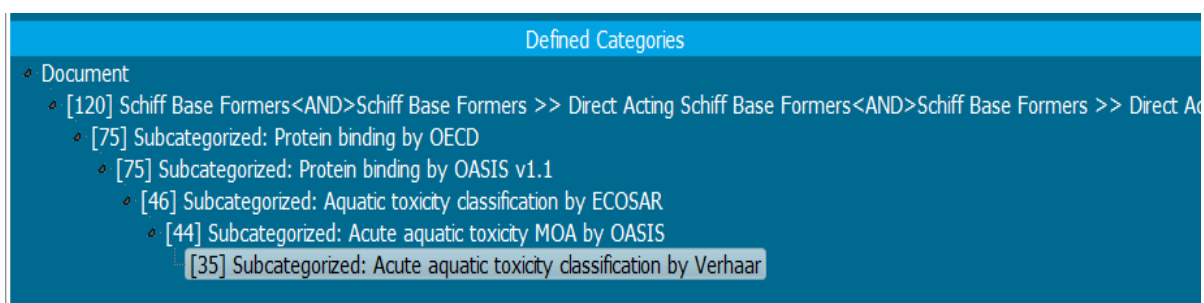 Defined Categories
Document
[120] Schiff Base Formers<AND>Schiff Base Formers >> Direct Acting Schiff Base Formers<AND>Schiff Base Formers >> Direct Ac
[75] Subcategorized: Protein binding by OECD
[75] Subcategorized: Protein binding by OASIS v1.1
[46] Subcategorized: Aquatic toxicity classification by ECOSAR
[44] Subcategorized: Acute aquatic toxicity MOA by OASIS
[35] Subcategorized: Acute aquatic toxicity classification by Verhaar